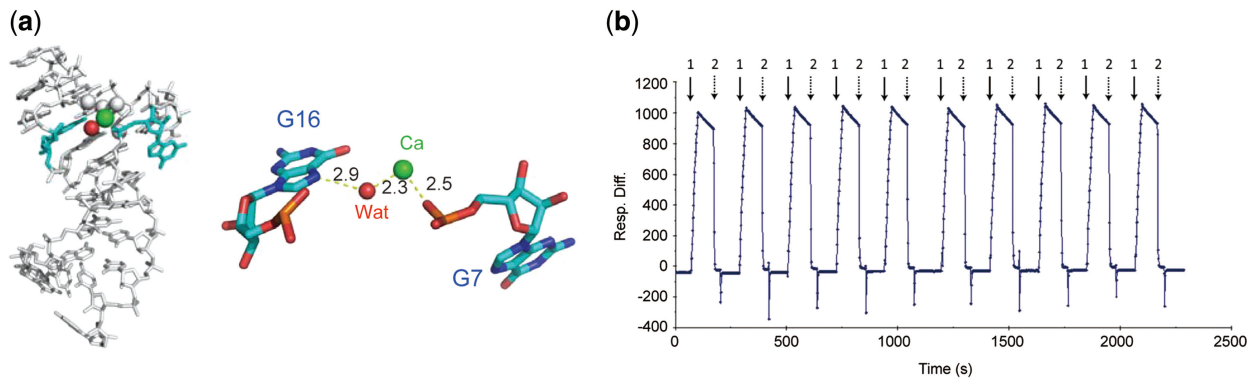 (a)
G16
Ca
2.9
2.3
2.5
Wat
G7
(b)
1 2 1 2 1 2 1 2 1 2 1 2 1 2 1 2 1 2 1 2
1200
1000
800
600
400
200
0
-200
-400
Resp. Diff.
0 500 1000 1500 2000 2500
Time (s)